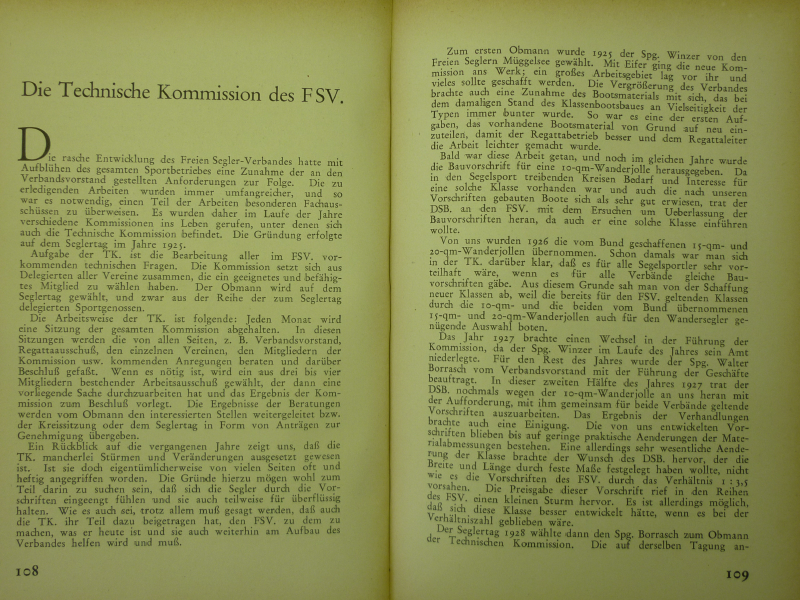 Die Technische Kommission des FSV.
Die rasche Entwicklung des Freien Segler-Verbandes hatte mit
Aufblühen des gesamten Sportbetriebes eine Zunahme der an den
Verbandsvorstand gestellten Anforderungen zur Folge. Die zu
erledigenden Arbeiten wurden immer umfangreicher, und so
war es notwendig, einen Teil der Arbeiten besonderen Fachaus-
schüssen zu überweisen. Es wurden daher im Laufe der Jahre
verschiedene Kommissionen ins Leben gerufen, unter denen sich
auch die Technische Kommission befindet. Die Gründung erfolgte
auf dem Seglertag im Jahre 1925.
Aufgabe der TK. ist die Bearbeitung aller im FSV. vor-
kommenden technischen Fragen. Die Kommission setzt sich aus
Delegierten aller Vereine zusammen, die ein geeignetes und befähig-
tes Mitglied zu wählen haben. Der Obmann wird auf dem
Seglertag gewählt, und zwar aus der Reihe der zum Seglertag
delegierten Sportgenossen.
Die Arbeitsweise der TK. ist folgende: Jeden Monat wird
eine Sitzung der gesamten Kommission abgehalten. In diesen
Sitzungen werden die von allen Seiten, z. B. Verbandsvorstand,
Regattaausschuß, den einzelnen Vereinen, den Mitgliedern der
Kommission usw. kommenden Anregungen beraten und darüber
Beschluß gefaßt. Wenn es nötig ist, wird ein aus drei bis vier
Mitgliedern bestehender Arbeitsausschuß gewählt, der dann eine
vorliegende Sache durchzuarbeiten hat und das Ergebnis der Kom-
mission zum Beschluß vorlegt. Die Ergebnisse der Beratungen
werden vom Obmann den interessierten Stellen weitergeleitet bzw.
der Kreissitzung oder dem Seglertag in Form von Anträgen zur
Genehmigung übergeben.
Ein Rückblick auf die vergangenen Jahre zeigt uns, daß die
TK. mancherlei Stürmen und Veränderungen ausgesetzt gewesen
ist. Ist sie doch eigentümlicherweise von vielen Seiten oft und
heftig angegriffen worden. Die Gründe hierzu mögen wohl zum
Teil darin zu suchen sein, daß sich die Segler durch die Vor-
schriften eingeengt fühlen und sie auch teilweise für überflüssig
halten. Wie es auch sei, trotz allem muß gesagt werden, daß auch
die TK. ihr Teil dazu beigetragen hat, den FSV. zu dem zu
machen, was er heute ist und sie auch weiterhin am Aufbau des
Verbandes helfen wird und muß.
108
Zum ersten Obmann wurde 1925 der Spg. Winzer von den
Freien Seglern Müggelsee gewählt. Mit Eifer ging die neue Kom-
mission ans Werk; ein großes Arbeitsgebiet lag vor ihr und
vieles sollte geschafft werden. Die Vergrößerung des Verbandes
brachte auch eine Zunahme des Bootsmaterials mit sich, das bei
dem damaligen Stand des Klassenbootsbaues an Vielseitigkeit der
Typen immer bunter wurde. So war es eine der ersten Auf-
gaben, das vorhandene Bootsmaterial von Grund auf neu ein-
zuteilen, damit der Regattabetrieb besser und dem Regattaleiter
die Arbeit leichter gemacht wurde.
Bald war diese Arbeit getan, und noch im gleichen Jahre wurde
die Bauvorschrift für eine 10-qm-Wanderjolle herausgegeben. Da
in den Segelsport treibenden Kreisen Bedarf und Interesse für
eine solche Klasse vorhanden war und auch die nach unseren
Vorschriften gebauten Boote sich als sehr gut erwiesen, trat der
DSB. an den FSV. mit dem Ersuchen um Ueberlassung der
Bauvorschriften heran, da auch er eine solche Klasse einführen
wollte.
Von uns wurden 1926 die vom Bund geschaffenen 15-qm- und
20-qm-Wanderjollen übernommen. Schon damals war man sich
in der TK. darüber klar, daß es für alle Segelsportler sehr vor-
teilhaft wäre, wenn es für alle Verbände gleiche Bau-
vorschriften gäbe. Aus diesem Grunde sah man von der Schaffung
neuer Klassen ab, weil die bereits für den FSV. geltenden Klassen
durch die 10-qm- und die beiden vom Bund übernommenen
15-qm- und 20-qm-Wanderjollen auch für den Wandersegler ge-
nügende Auswahl boten.
Das Jahr 1927 brachte einen Wechsel in der Führung der
Kommission, da der Spg. Winzer im Laufe des Jahres sein Amt
niederlegte. Für den Rest des Jahres wurde der Spg. Walter
Borrasch vom Verbandsvorstand mit der Führung der Geschäfte
beauftragt. In dieser zweiten Hälfte des Jahres 1927 trat der
DSB. nochmals wegen der 10-qm-Wanderjolle an uns heran mit
der Aufforderung, mit ihm gemeinsam für beide Verbände geltende
Vorschriften auszuarbeiten. Das Ergebnis der Verhandlungen
brachte auch eine Einigung. Die von uns entwickelten Vor-
schriften blieben bis auf geringe praktische Aenderungen der Mate-
rialabmessungen bestehen. Eine allerdings sehr wesentliche Aende-
rung der Klasse brachte der Wunsch des DSB. hervor, der die
Breite und Länge durch feste Maße festgelegt haben wollte, nicht
wie es die Vorschriften des FSV. durch das Verhältnis 1 : 3,5
vorsahen. Die Preisgabe dieser Vorschrift rief in den Reihen
des FSV. einen kleinen Sturm hervor. Es ist allerdings möglich,
daß sich diese Klasse besser entwickelt hätte, wenn es bei der
Verhältniszahl geblieben wäre.
Der Seglertag 1928 wählte dann den Spg. Borrasch zum Obmann
der Technischen Kommission. Die auf derselben Tagung an-
109